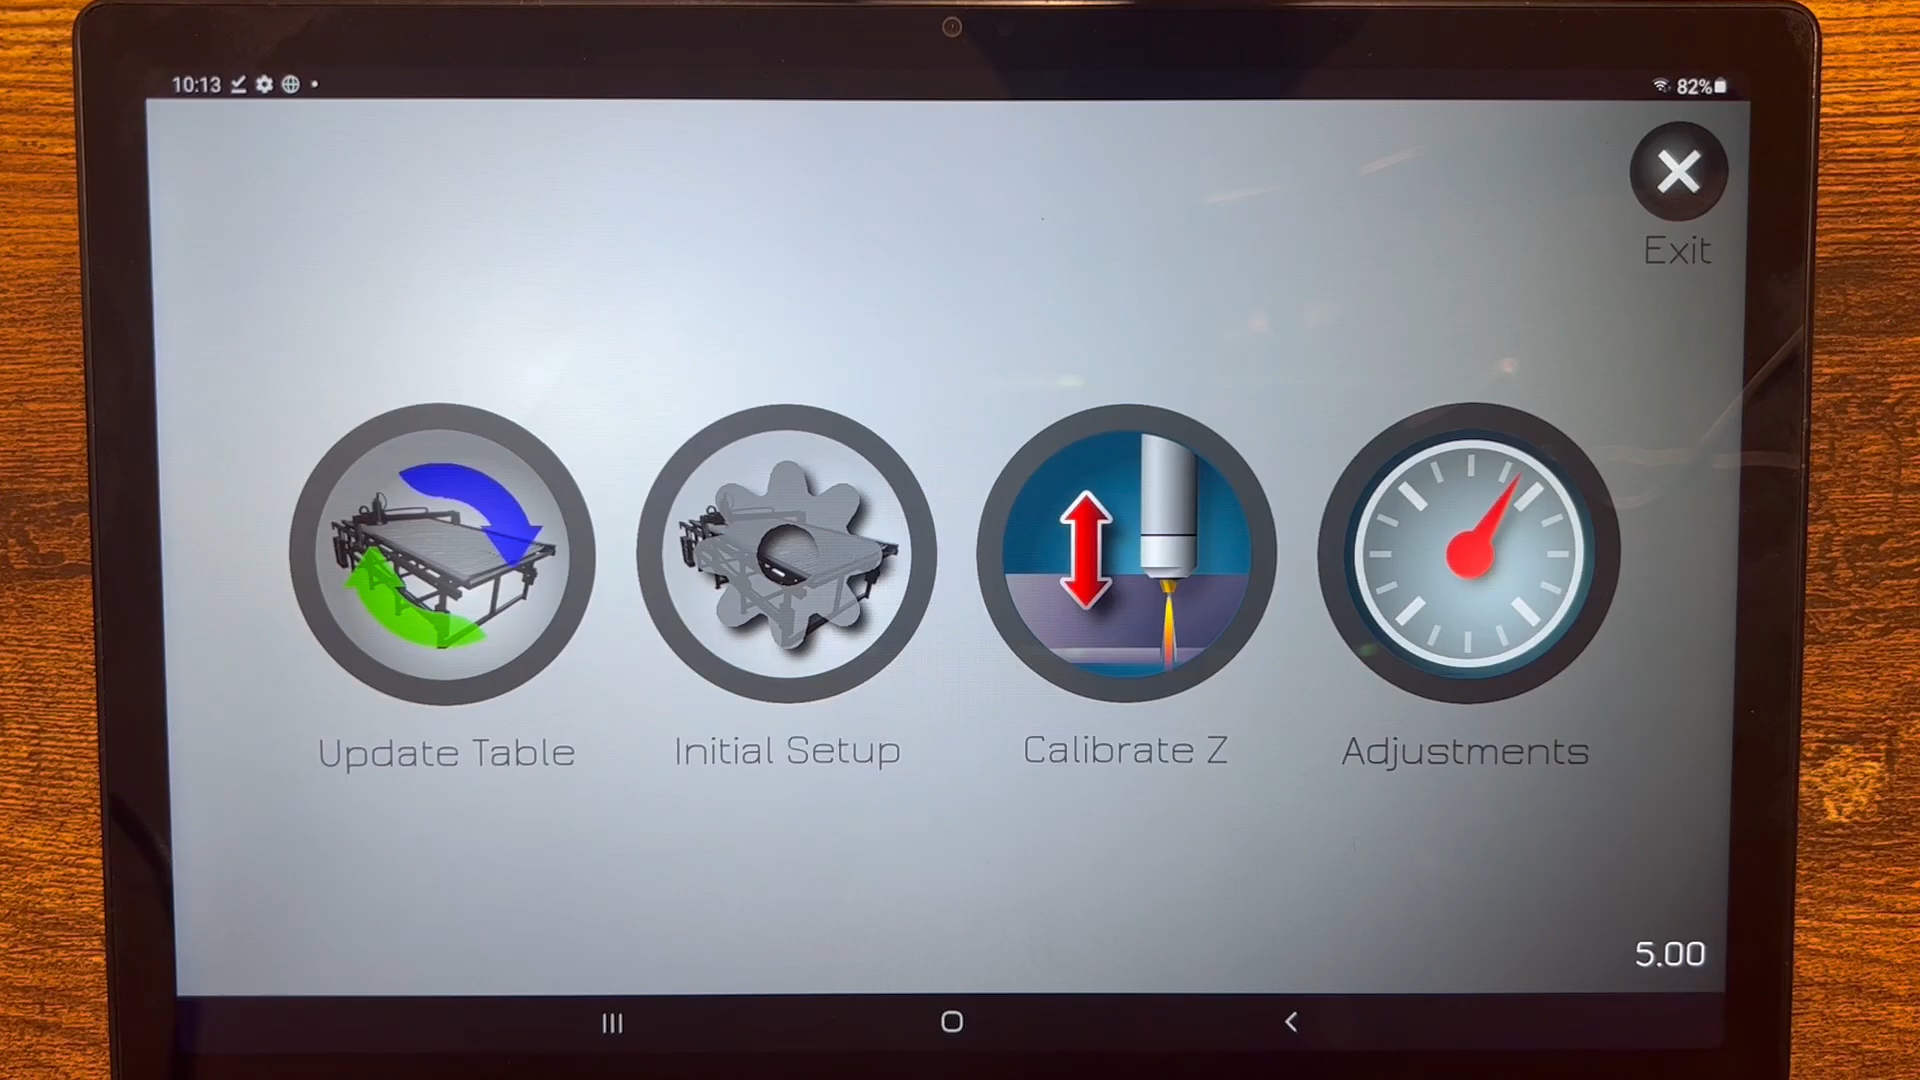 10:13
82%
Exit
Update Table
Initial Setup
Calibrate Z
Adjustments
5.00